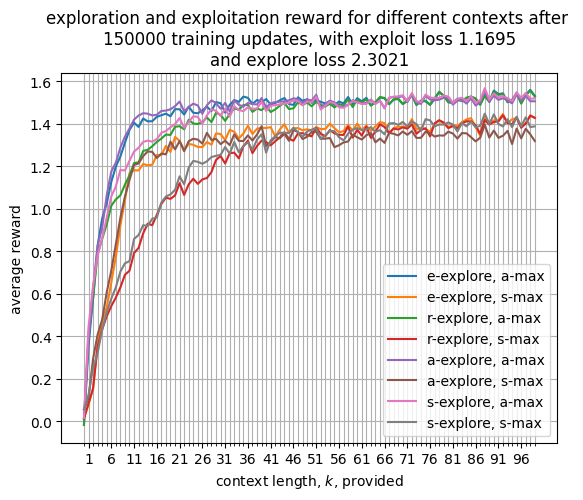 exploration and exploitation reward for different contexts after
150000 training updates, with exploit loss 1.1695
and explore loss 2.3021
1.6
1.4
1.2
1.0
0.8
0.6
0.4
0.2
0.0
average reward
e-explore, a-max
e-explore, s-max
r-explore, a-max
r-explore, s-max
a-explore, a-max
a-explore, s-max
s-explore, a-max
s-explore, s-max
1 6 11 16 21 26 31 36 41 46 51 56 61 66 71 76 81 86 91 96
context length, k, provided